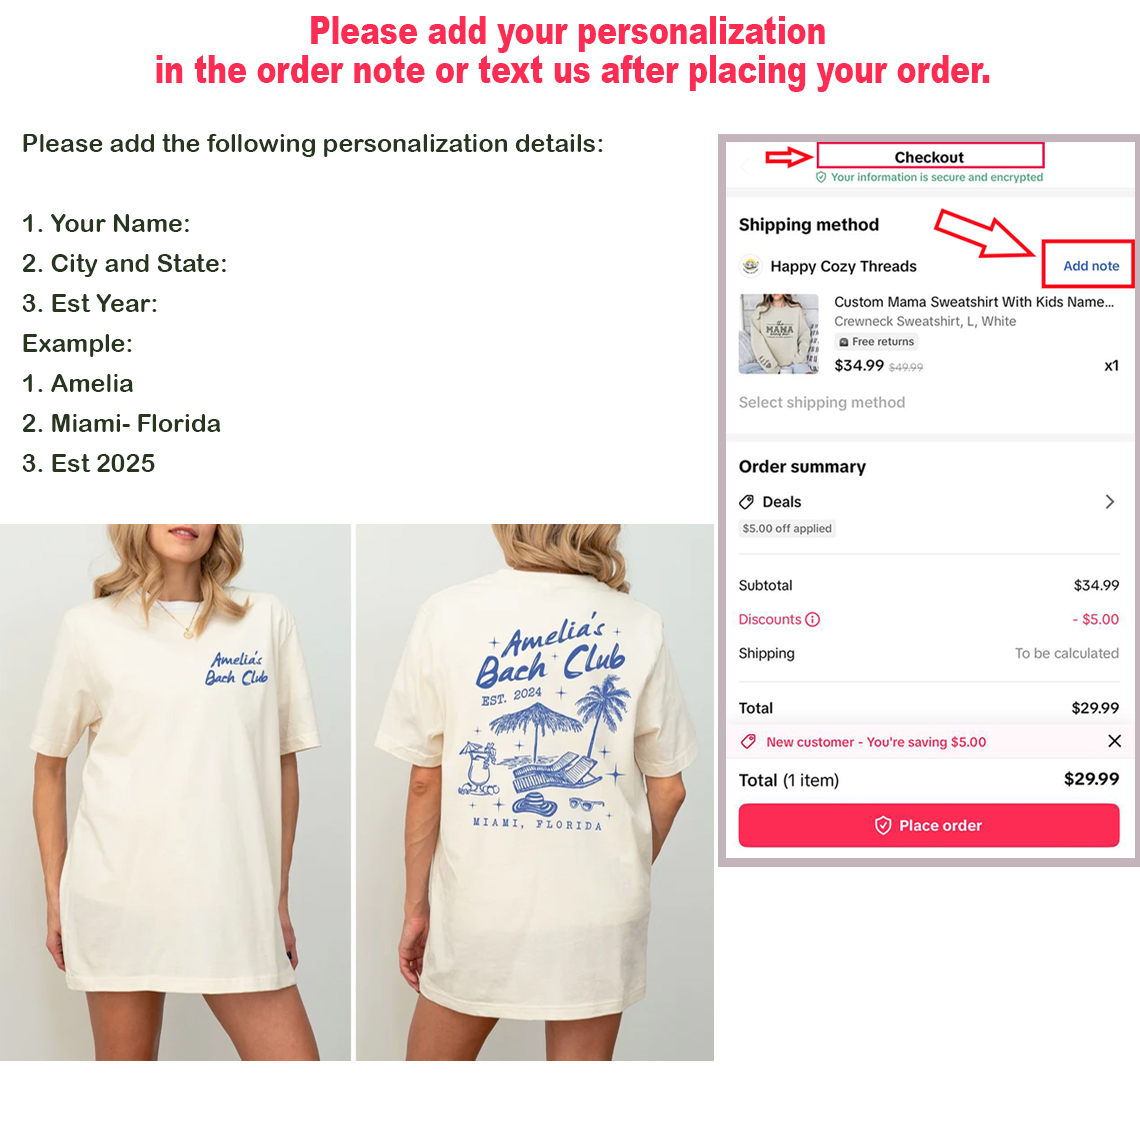 Please add your personalization
in the order note or text us after placing your order.
Please add the following personalization details:
1. Your Name:
2. City and State:
3. Est Year:
Example:
1. Amelia
2. Miami- Florida
3. Est 2025
Checkout
Your information is secure and encrypted
Shipping method
Happy Cozy Threads
Add note
Custom Mama Sweatshirt With Kids Name...
Crewneck Sweatshirt, L, White
Free returns
$34.99 $49.99 x1
MAMA
Select shipping method
Order summary
Deals
$5.00 off applied
Subtotal $34.99
Discounts - $5.00
Shipping To be calculated
Total $29.99
New customer - You're saving $5.00
Total (1 item) $29.99
Place order
Amelia's
Bach Club
Amelia's
Bach Club
EST. 2024
MIAMI, FLORIDA